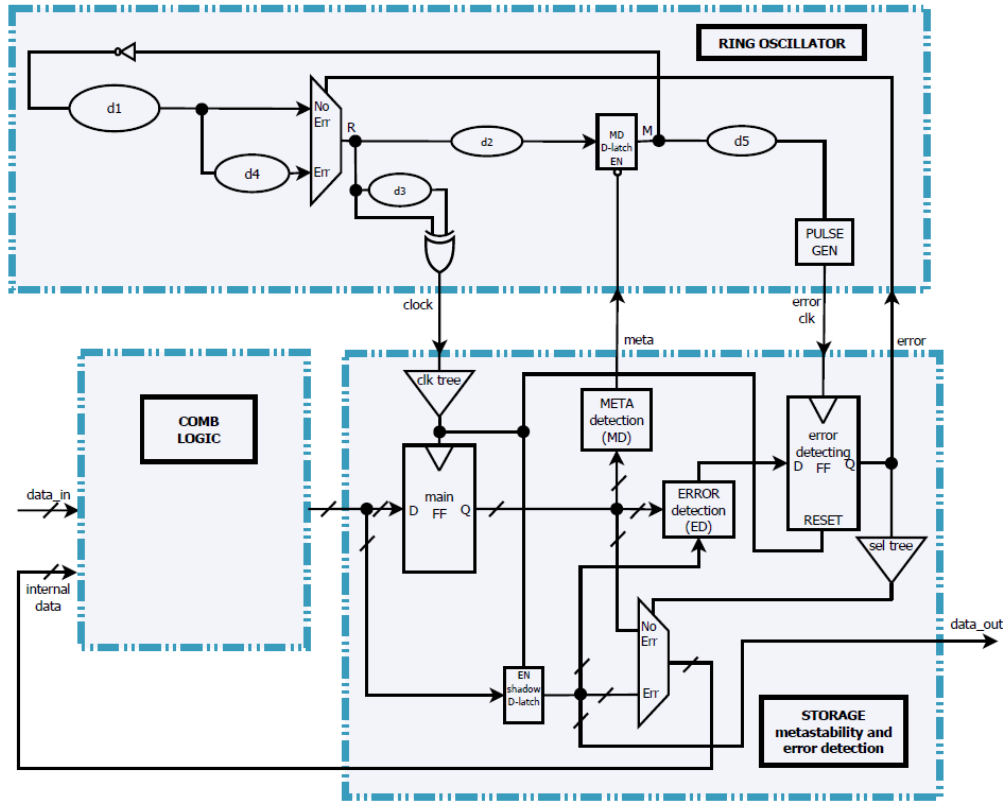 RING OSCILLATOR
d1
No
Err
R
d2
MD
D-latch
EN
M
d5
d4
Err
d3
PULSE
GEN
clock
meta
error
clk
error
clk tree
COMB
LOGIC
META
detection
(MD)
error
detecting
D FF Q
RESET
data_in
D main Q
FF
ERROR
detection
(ED)
sel tree
internal
data
No
Err
data_out
EN
shadow
D-latch
Err
STORAGE
metastability and
error detection